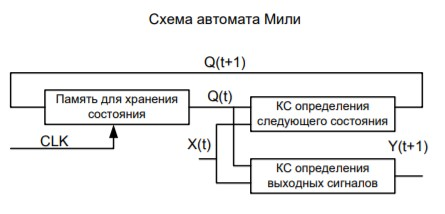 Схема автомата Мили
Q(t+1)
Память для хранения
состояния
Q(t)
КС определения
следующего состояния
CLK
X(t)
КС определения
выходных сигналов
Y(t+1)